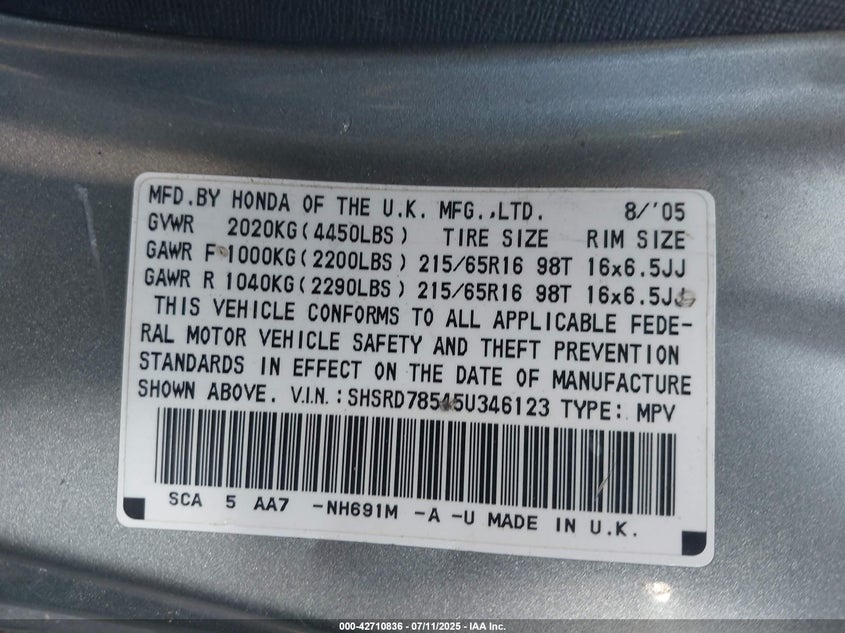 MFD.BY HONDA OF THE U.K. MFG.,LTD. 8/'05
GVWR 2020KG(4450LBS) TIRE SIZE RIM SIZE
GAWR F 1000KG(2200LBS) 215/65R16 98T 16x6.5JJ
GAWR R 1040KG(2290LBS) 215/65R16 98T 16x6.5JJ
THIS VEHICLE CONFORMS TO ALL APPLICABLE FEDE-
RAL MOTOR VEHICLE SAFETY AND THEFT PREVENTION
STANDARDS IN EFFECT ON THE DATE OF MANUFACTURE
SHOWN ABOVE. V.I.N.: SHSRD78545U346123 TYPE: MPV
SCA 5 AA7 -NH691M -A -U MADE IN U.K.
000-42710836 - 07/11/2025 - IAA Inc.